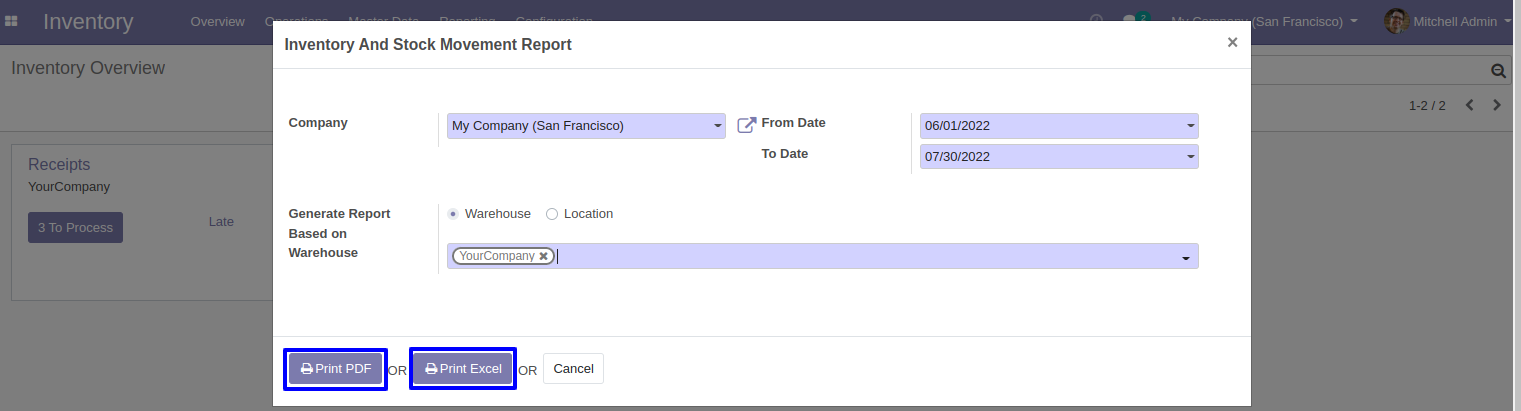 Inventory Overview Operations Master Data Reporting Configuration 2 My Company (San Francisco) Mitchell Admin
Inventory And Stock Movement Report ×
Inventory Overview
1-2 / 2
Company My Company (San Francisco) From Date 06/01/2022
To Date 07/30/2022
Receipts
YourCompany
3 To Process Late
Generate Report Warehouse Location
Based on
Warehouse YourCompany ✖
Print PDF OR Print Excel OR Cancel